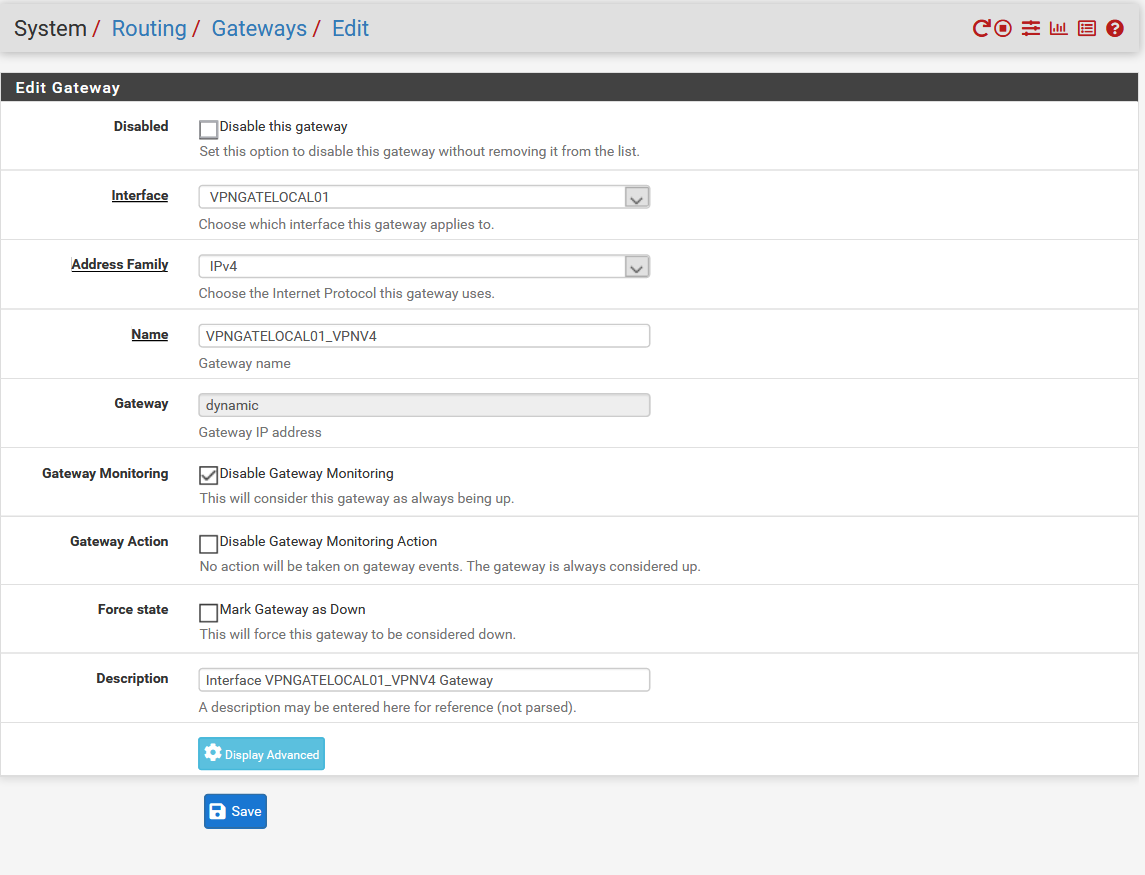 System / Routing / Gateways / Edit
Edit Gateway
Disabled
Disable this gateway
Set this option to disable this gateway without removing it from the list.
Interface
VPNGATELOCAL01
Choose which interface this gateway applies to.
Address Family
IPv4
Choose the Internet Protocol this gateway uses.
Name
VPNGATELOCAL01_VPNV4
Gateway name
Gateway
dynamic
Gateway IP address
Gateway Monitoring
Disable Gateway Monitoring
This will consider this gateway as always being up.
Gateway Action
Disable Gateway Monitoring Action
No action will be taken on gateway events. The gateway is always considered up.
Force state
Mark Gateway as Down
This will force this gateway to be considered down.
Description
Interface VPNGATELOCAL01_VPNV4 Gateway
A description may be entered here for reference (not parsed).
Display Advanced
Save